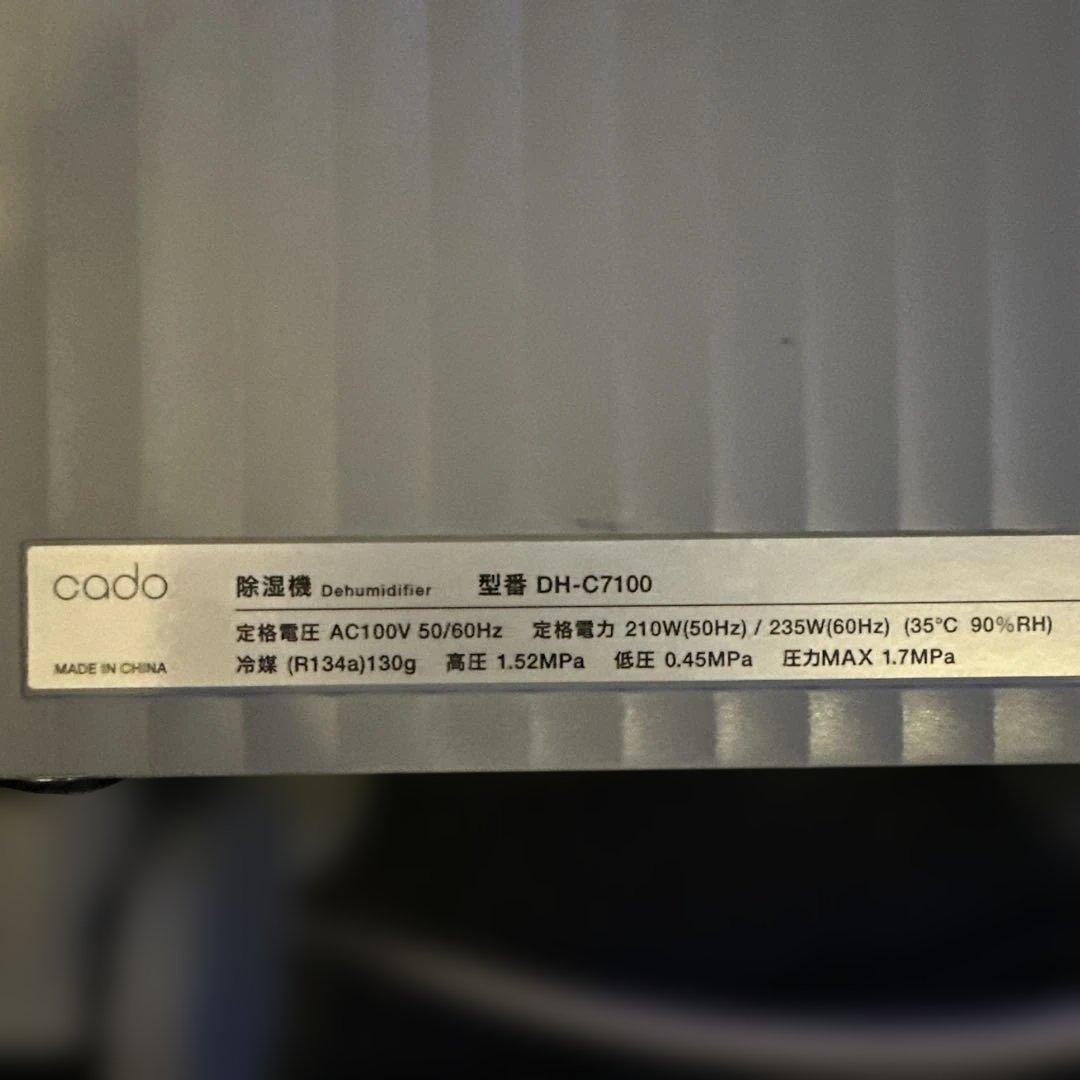 cado
除湿機 Dehumidifier 型番 DH-C7100
定格電圧 AC100V 50/60Hz 定格電力 210W(50Hz) / 235W(60Hz) (35°C 90%RH)
冷媒 (R134a)130g 高圧 1.52MPa 低圧 0.45MPa 圧力MAX 1.7MPa
MADE IN CHINA